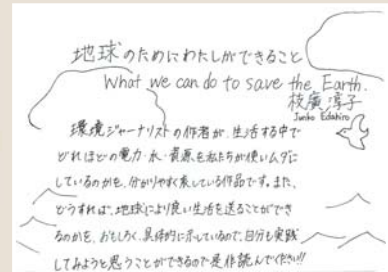 地球のためにわたしができること
What we can do to save the Earth.
枝廣淳子
Junko Edahiro
環境ジャーナリストの作者が、生活する中で
どれほどの電力・水・資源を私たちが使いムダに
しているのかを、分かりやすく表している作品です。また、
どうすれば、地球により良い生活を送ることができ
るのかを、おもしろく、具体的に示しているので、自分も実践
してみようと思うことができるので是非読んでください!!